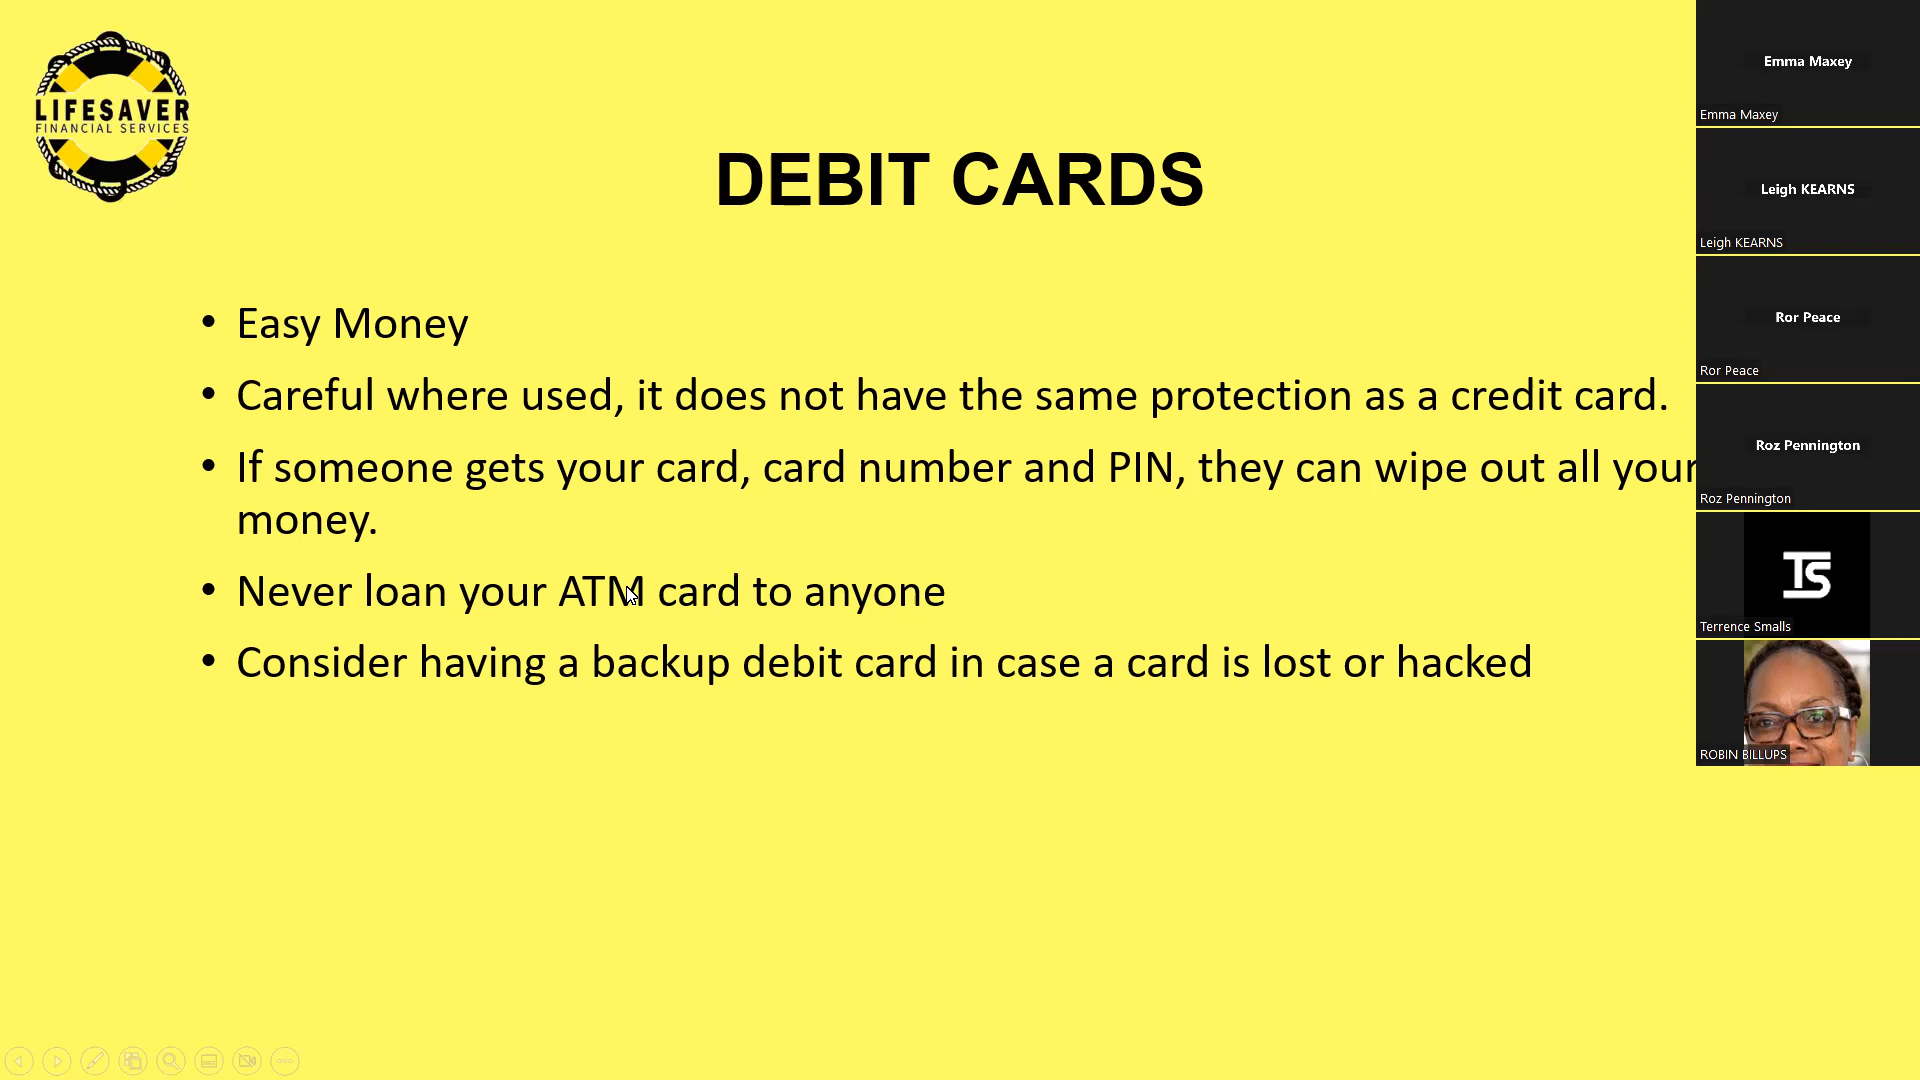 LIFESAVER
FINANCIAL SERVICES
DEBIT CARDS
• Easy Money
• Careful where used, it does not have the same protection as a credit card.
• If someone gets your card, card number and PIN, they can wipe out all your
money.
• Never loan your ATM card to anyone
• Consider having a backup debit card in case a card is lost or hacked
Emma Maxey
Emma Maxey
Leigh KEARNS
Leigh KEARNS
Ror Peace
Ror Peace
Roz Pennington
Roz Pennington
TS
Terrence Smalls
ROBIN BILLUPS